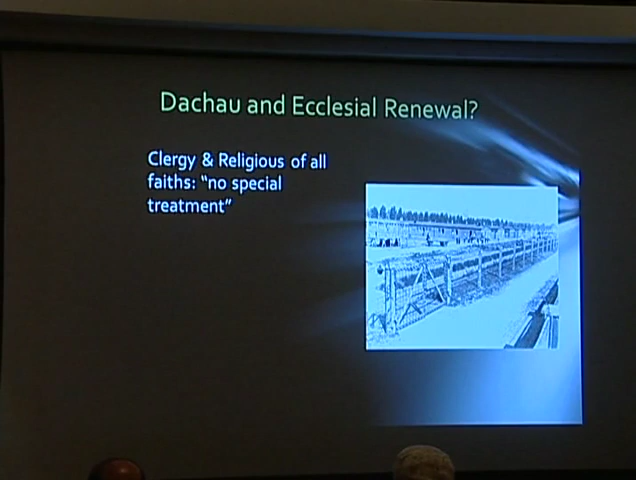 Dachau and Ecclesial Renewal?
Clergy & Religious of all
faiths: “no special
treatment”